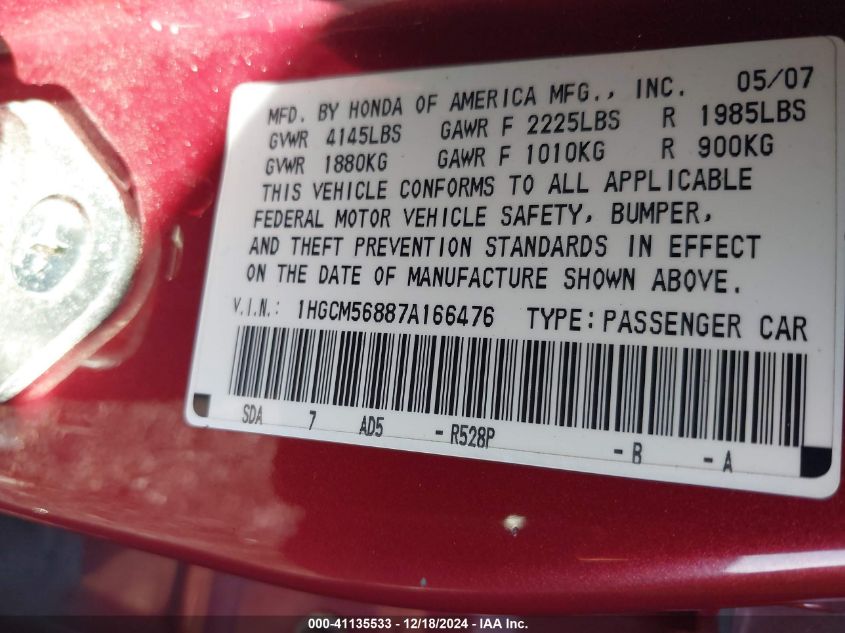 MFD. BY HONDA OF AMERICA MFG., INC. 05/07
GVWR 4145LBS GAWR F 2225LBS R 1985LBS
GVWR 1880KG GAWR F 1010KG R 900KG
THIS VEHICLE CONFORMS TO ALL APPLICABLE
FEDERAL MOTOR VEHICLE SAFETY, BUMPER,
AND THEFT PREVENTION STANDARDS IN EFFECT
ON THE DATE OF MANUFACTURE SHOWN ABOVE.
V.I.N.: 1HGCM56887A166476 TYPE: PASSENGER CAR
SDA 7 AD5 - R528P - B - A
000-41135533 - 12/18/2024 - IAA Inc.